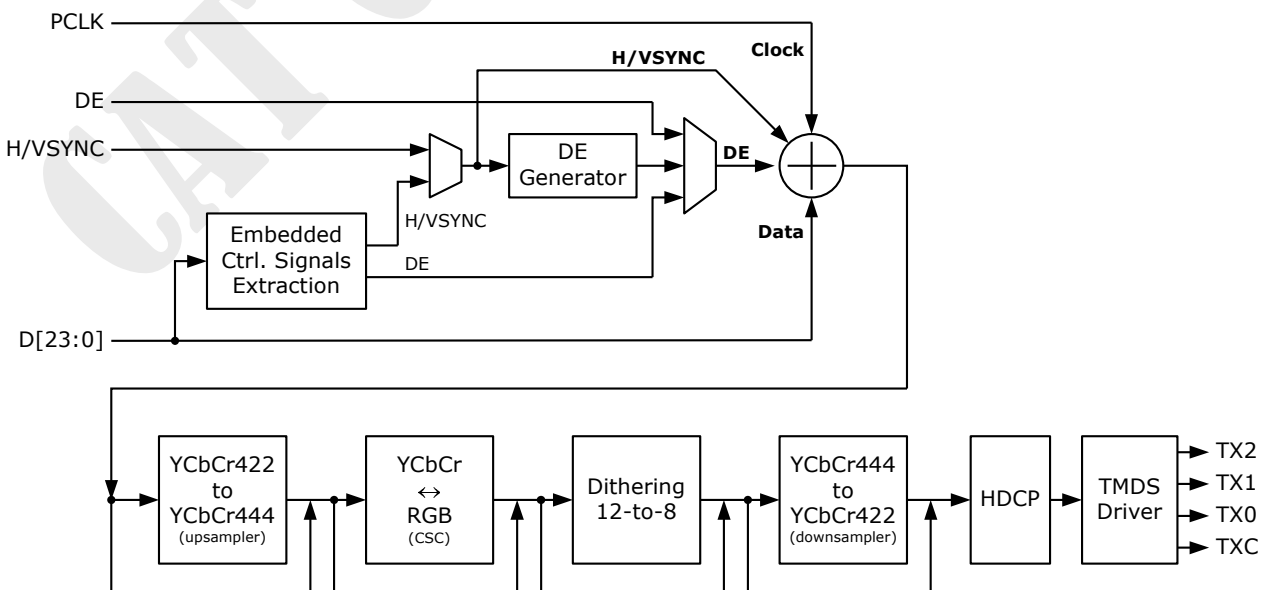 PCLK
Clock
H/VSYNC
DE
H/VSYNC
DE
Generator
DE
H/VSYNC
Embedded
Ctrl. Signals
Extraction
DE
Data
D[23:0]
YCbCr422
to
YCbCr444
(upsampler)
YCbCr
↔
RGB
(CSC)
Dithering
12-to-8
YCbCr444
to
YCbCr422
(downsampler)
HDCP
TMDS
Driver
TX2
TX1
TX0
TXC
CAT